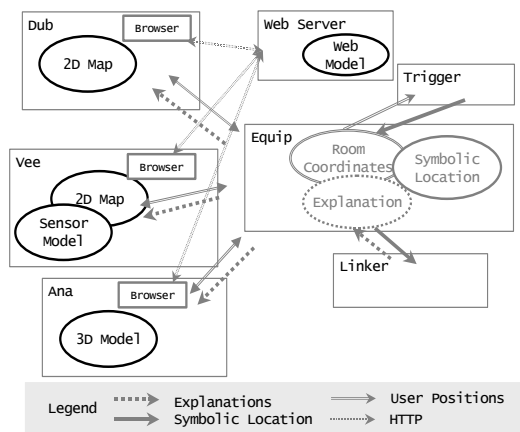 Dub
Browser
2D Map
Web Server
Web
Model
Trigger
Equip
Room
Coordinates
Symbolic
Location
Explanation
Vee
Browser
2D Map
Sensor
Model
Linker
Ana
Browser
3D Model
Legend
Explanations
User Positions
Symbolic Location
HTTP